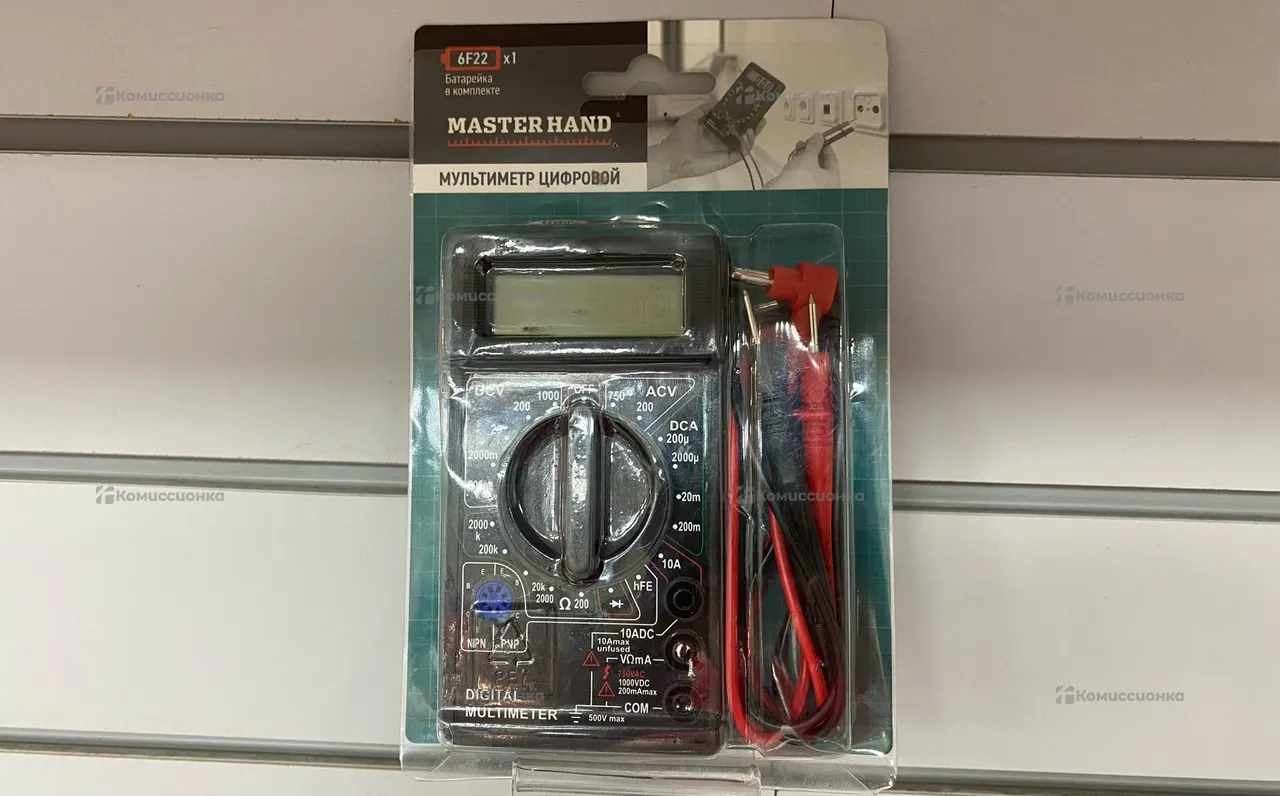 6F22 x1
Батарейка
в комплекте
MASTER HAND
МУЛЬТИМЕТР ЦИФРОВОЙ
DCV
1000
OFF
750
ACV
200
200
DCA
200µ
2000m
2000µ
20m
200m
2000
k
200k
10A
20k
2000
Ω
200
hFE
B
E
E
B
C
E
NPN
PNP
10ADC
10Amax
unfused
VΩmA
750VAC
1000VDC
200mAmax
COM
500V max
DIGITAL
MULTIMETER
Комиссионка
Комиссионка
Комиссионка
Комиссионка
Комиссионка
Комиссионка